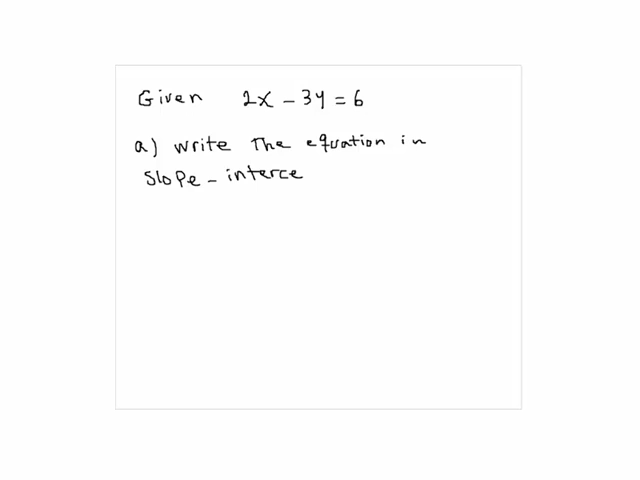 Given 2x - 3y = 6
a) write The equation in
slope - interce